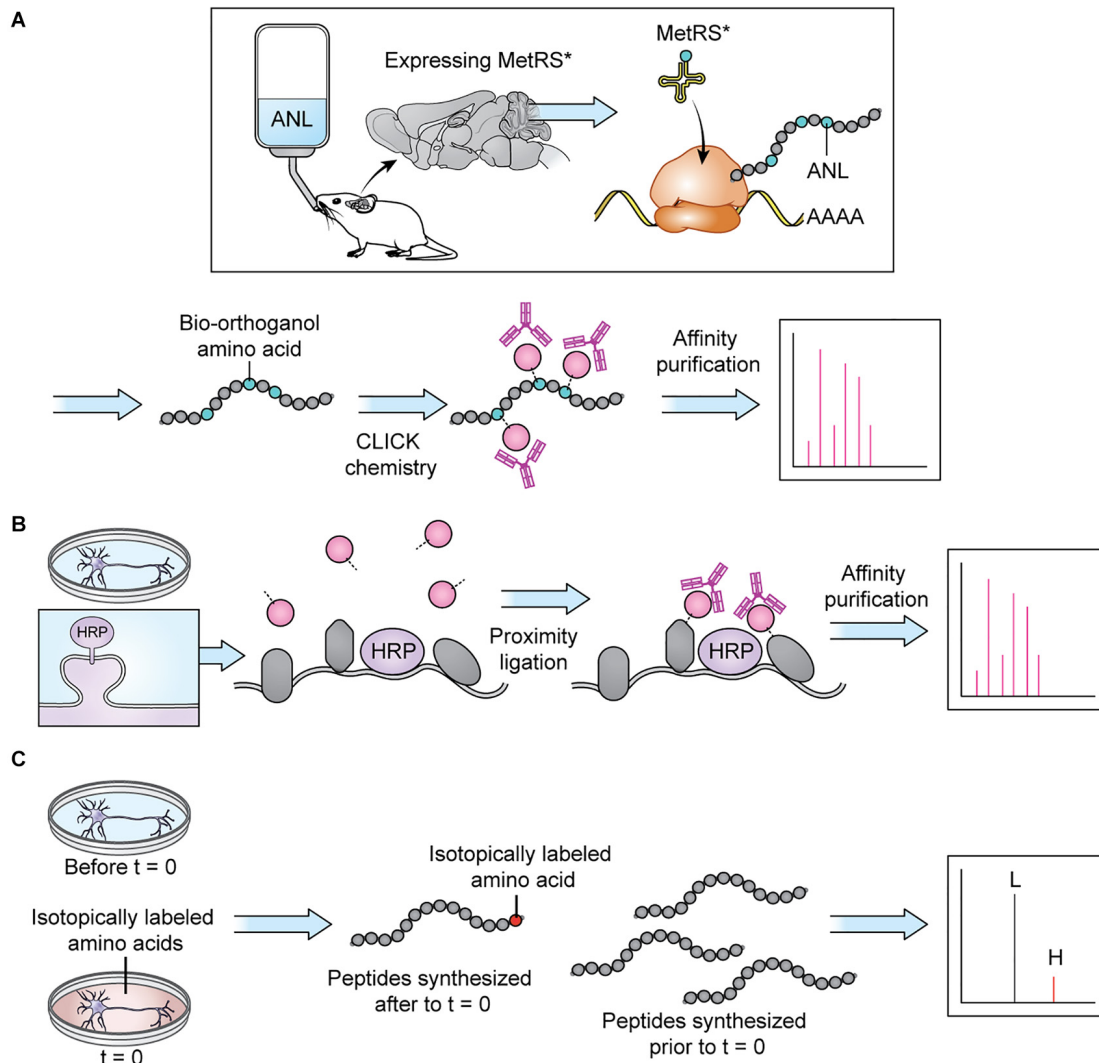 A
Expressing MetRS*
ANL
MetRS*
ANL
AAAA
Bio-orthoganol
amino acid
CLICK
chemistry
Affinity
purification
B
HRP
HRP
Proximity
ligation
HRP
Affinity
purification
C
Before t = 0
Isotopically labeled
amino acids
t = 0
Isotopically labeled
amino acid
Peptides synthesized
after to t = 0
Peptides synthesized
prior to t = 0
L
H